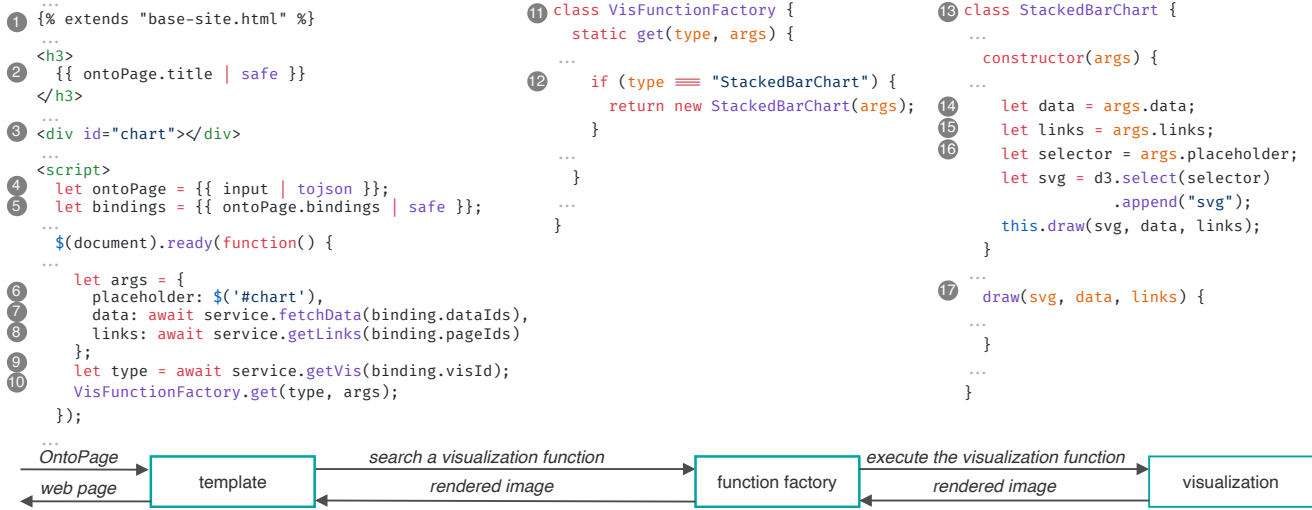 ...
1 {% extends "base-site.html" %}
...
<h3>
2 {{ ontoPage.title | safe }}
</h3>
...
3 <div id="chart"></div>
...
<script>
4 let ontoPage = {{ input | tojson }};
5 let bindings = {{ ontoPage.bindings | safe }};
...
$(document).ready(function() {
...
let args = {
6 placeholder: $('#chart'),
7 data: await service.fetchData(binding.dataIds),
8 links: await service.getLinks(binding.pageIds)
};
9 let type = await service.getVis(binding.visId);
10 VisFunctionFactory.get(type, args);
});
...
11 class VisFunctionFactory {
static get(type, args) {
...
12 if (type === "StackedBarChart") {
return new StackedBarChart(args);
}
...
}
...
}
13 class StackedBarChart {
...
constructor(args) {
...
14 let data = args.data;
15 let links = args.links;
16 let selector = args.placeholder;
let svg = d3.select(selector)
.append("svg");
this.draw(svg, data, links);
}
...
17 draw(svg, data, links) {
...
}
...
}
OntoPage
web page
template
search a visualization function
rendered image
function factory
execute the visualization function
rendered image
visualization